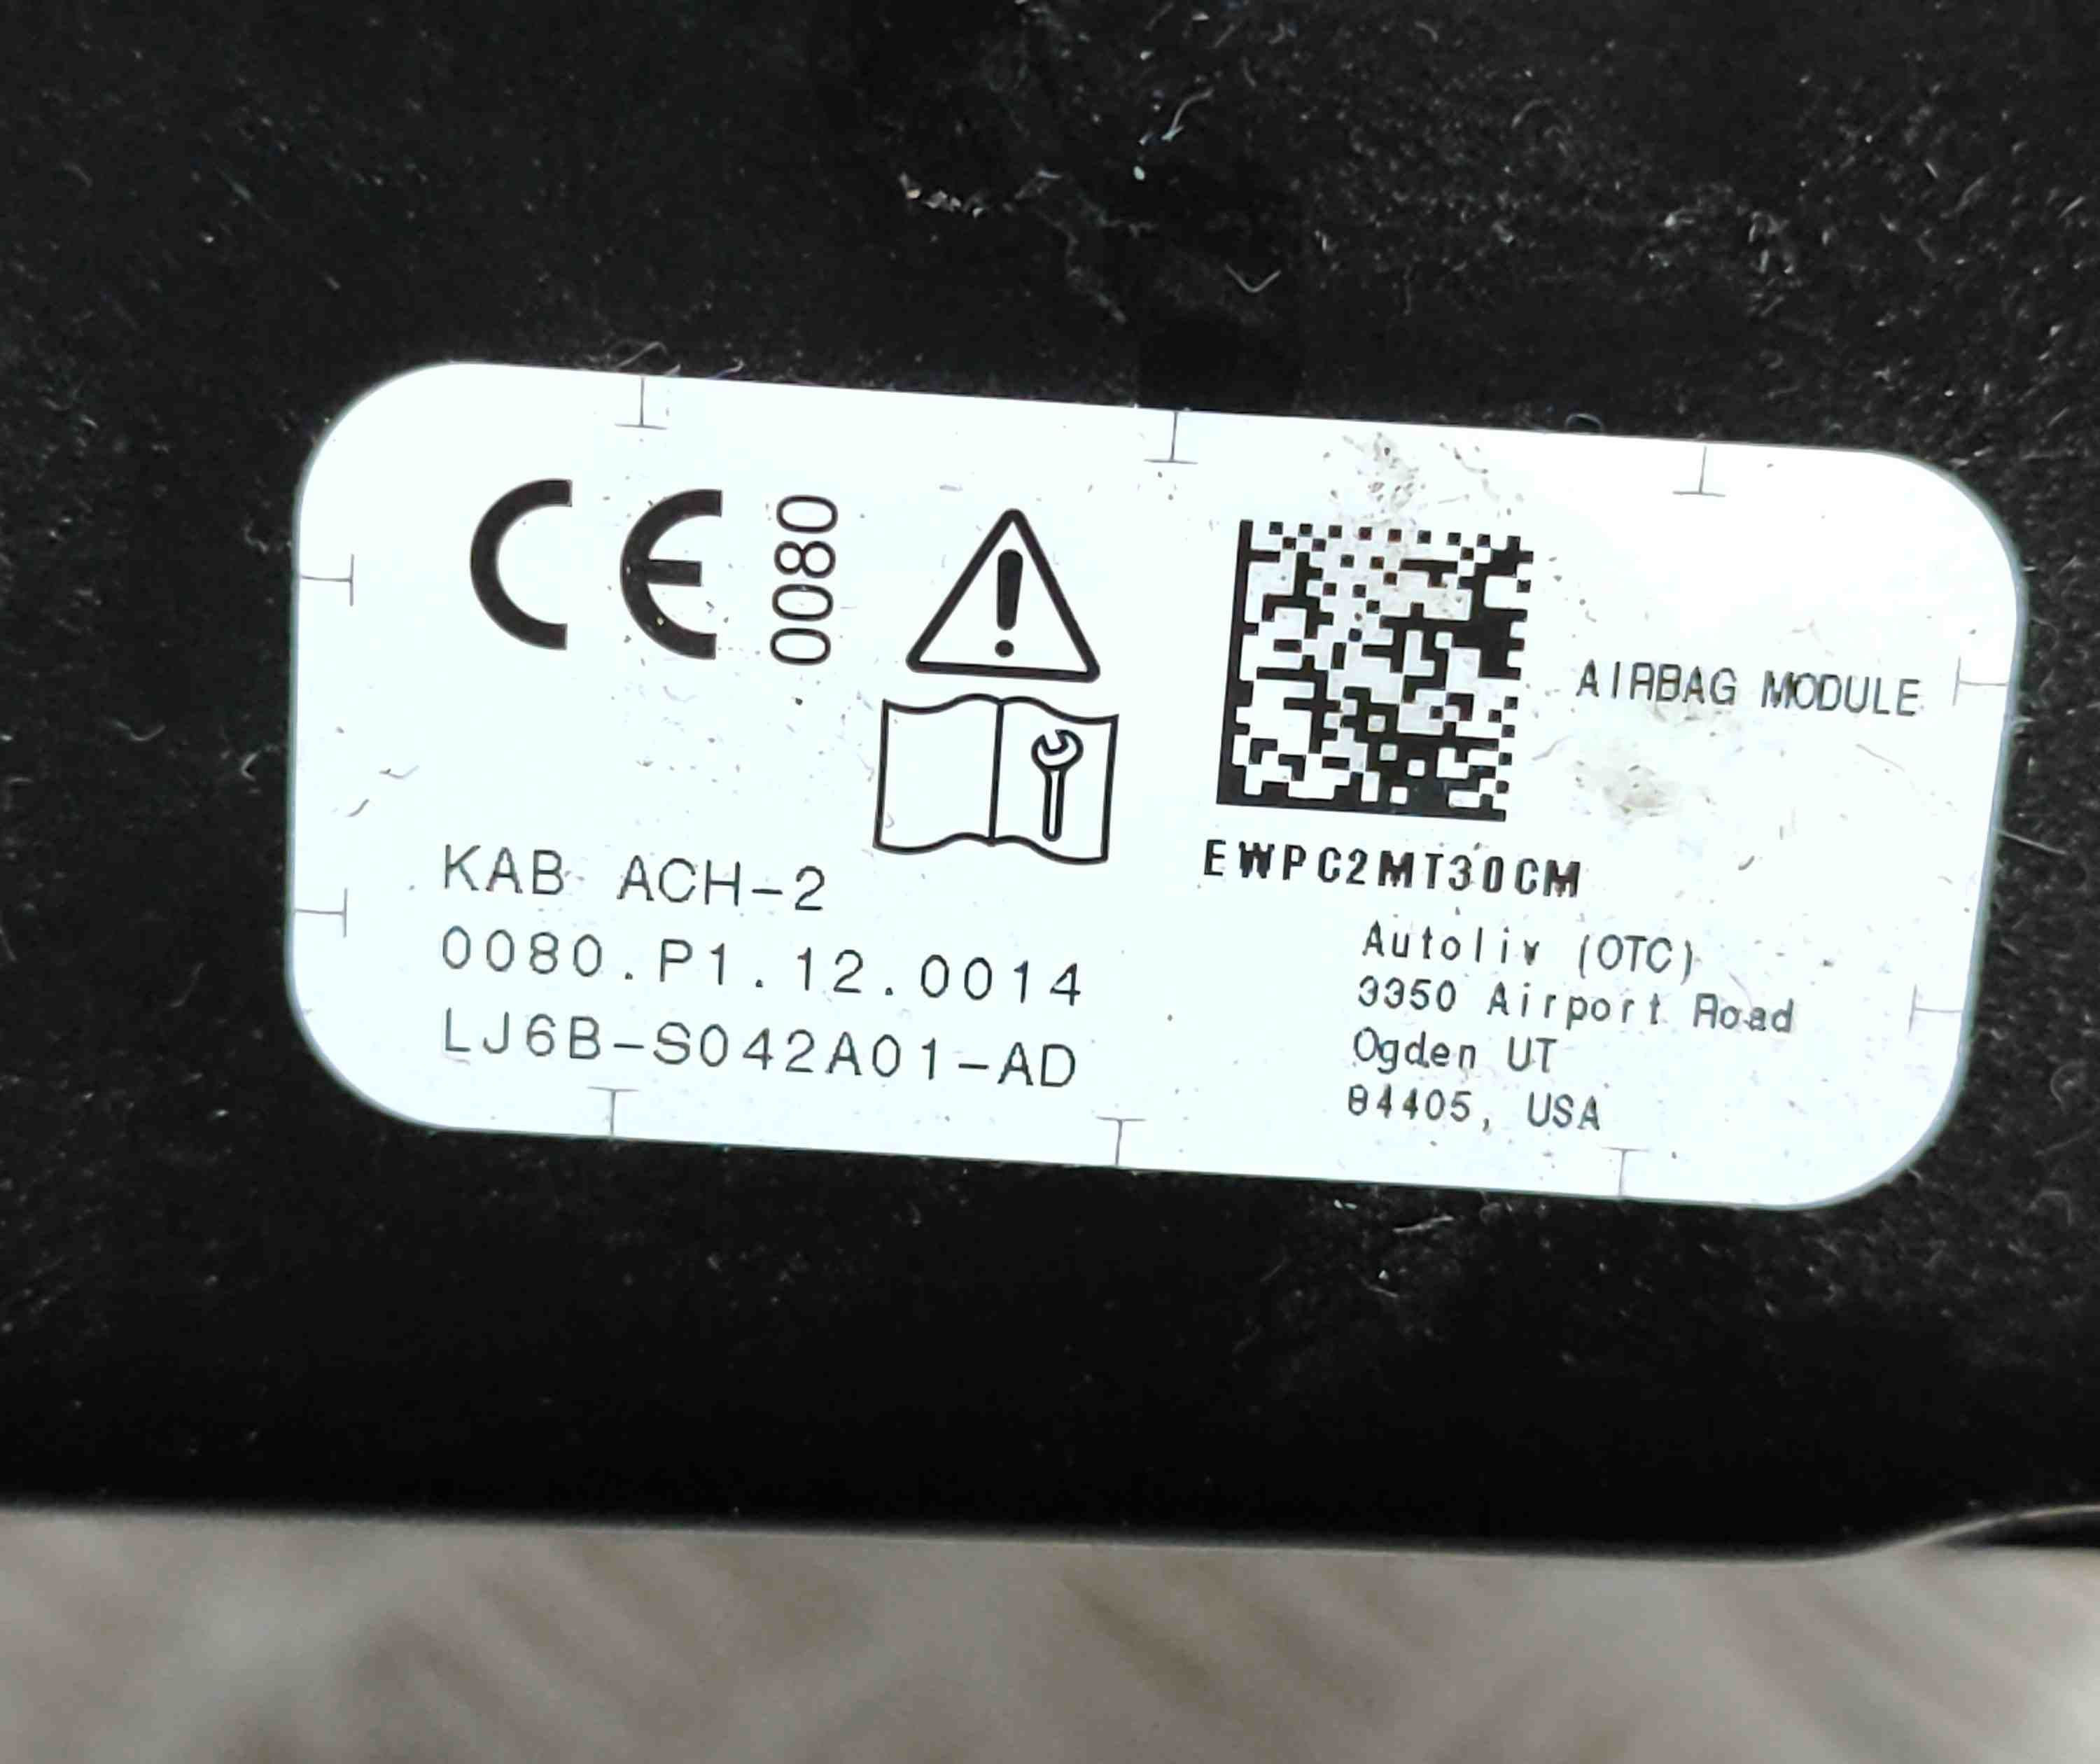 CE 0080
AIRBAG MODULE
EWPC2MT30CM
KAB ACH-2
0080.P1.12.0014
LJ6B-S042A01-AD
Autoliv (OTC)
3350 Airport Road
Ogden UT
84405, USA